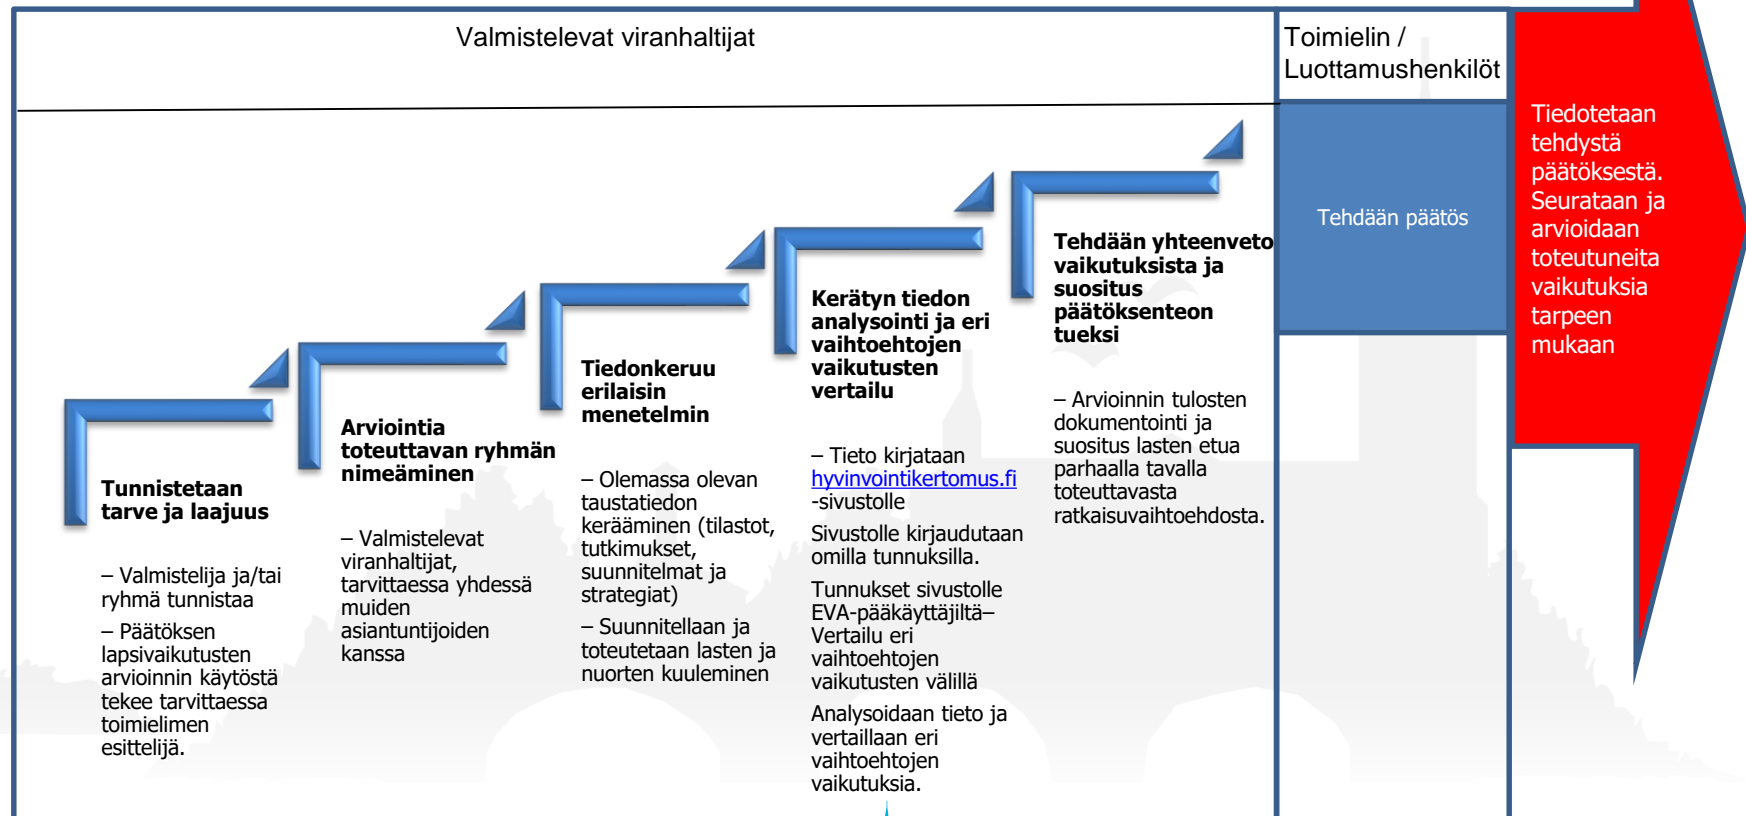 Valmistelevat viranhaltijat
Toimielin /
Luottamushenkilöt
Tunnistetaan
tarve ja laajuus
– Valmistelija ja/tai
ryhmä tunnistaa
– Päätöksen
lapsivaikutusten
arvioinnin käytöstä
tekee tarvittaessa
toimielimen
esittelijä.
Arviointia
toteuttavan ryhmän
nimeäminen
– Valmistelevat
viranhaltijat,
tarvittaessa yhdessä
muiden
asiantuntijoiden
kanssa
Tiedonkeruu
erilaisin
menetelmin
– Olemassa olevan
taustatiedon
kerääminen (tilastot,
tutkimukset,
suunnitelmat ja
strategiat)
– Suunnitellaan ja
toteutetaan lasten ja
nuorten kuuleminen
Kerätyn tiedon
analysointi ja eri
vaihtoehtojen
vaikutusten
vertailu
– Tieto kirjataan
hyvinvointikertomus.fi
-sivustolle
Sivustolle kirjaudutaan
omilla tunnuksilla.
Tunnukset sivustolle
EVA-pääkäyttäjiltä–
Vertailu eri
vaihtoehtojen
vaikutusten välillä
Analysoidaan tieto ja
vertaillaan eri
vaihtoehtojen
vaikutuksia.
Tehdään yhteenveto
vaikutuksista ja
suositus
päätöksenteon
tueksi
– Arvioinnin tulosten
dokumentointi ja
suositus lasten etua
parhaalla tavalla
toteuttavasta
ratkaisuvaihtoehdosta.
Tehdään päätös
Tiedotetaan
tehdystä
päätöksestä.
Seurataan ja
arvioidaan
toteutuneita
vaikutuksia
tarpeen
mukaan